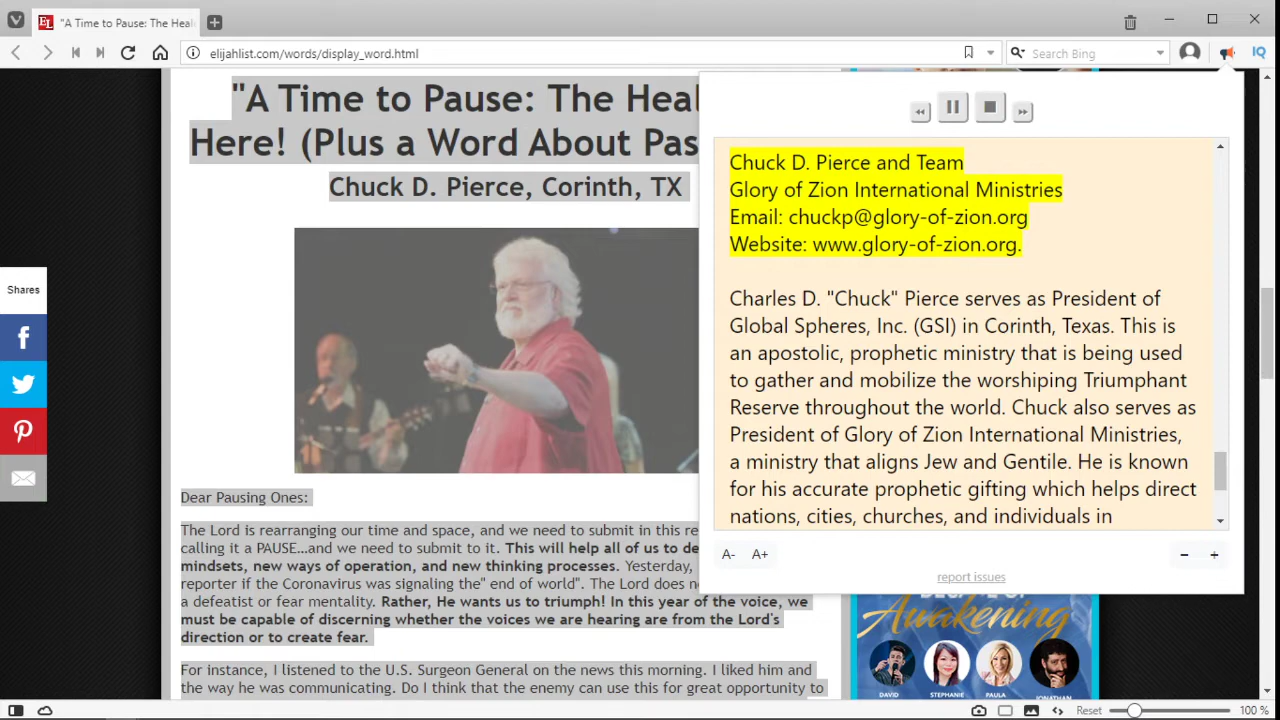 "A Time to Pause: The Heal
elijahlist.com/words/display_word.html
Search Bing
IQ
"A Time to Pause: The Heal
Here! (Plus a Word About Pas
Chuck D. Pierce, Corinth, TX
Shares
Dear Pausing Ones:
The Lord is rearranging our time and space, and we need to submit in this re
calling it a PAUSE...and we need to submit to it. This will help all of us to de
mindsets, new ways of operation, and new thinking processes. Yesterday,
reporter if the Coronavirus was signaling the" end of world". The Lord does no
a defeatist or fear mentality. Rather, He wants us to triumph! In this year of the voice, we
must be capable of discerning whether the voices we are hearing are from the Lord's
direction or to create fear.
For instance, I listened to the U.S. Surgeon General on the news this morning. I liked him and
the way he was communicating. Do I think that the enemy can use this for great opportunity to
Chuck D. Pierce and Team
Glory of Zion International Ministries
Email: chuckp@glory-of-zion.org
Website: www.glory-of-zion.org.
Charles D. "Chuck" Pierce serves as President of
Global Spheres, Inc. (GSI) in Corinth, Texas. This is
an apostolic, prophetic ministry that is being used
to gather and mobilize the worshiping Triumphant
Reserve throughout the world. Chuck also serves as
President of Glory of Zion International Ministries,
a ministry that aligns Jew and Gentile. He is known
for his accurate prophetic gifting which helps direct
nations, cities, churches, and individuals in
A- A+ - +
report issues
Awakening
DAVID STEPHANIE PAULA JONATHAN
Reset 100 %